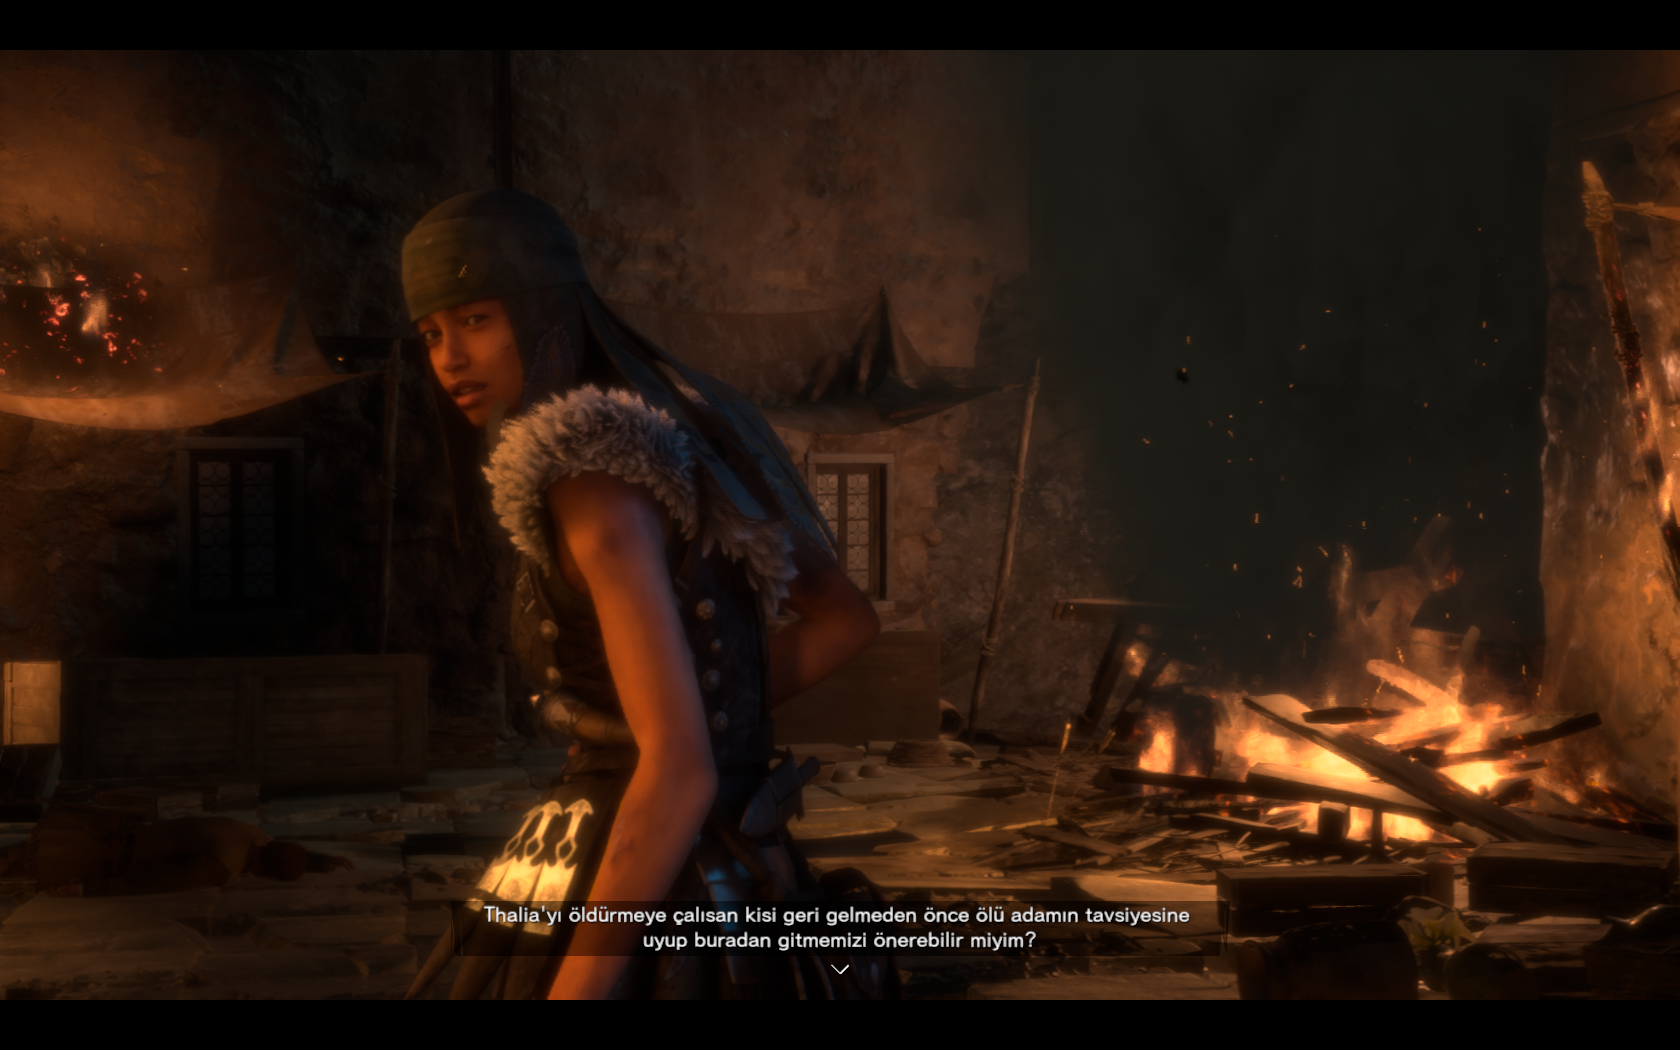 Thalia'yı öldürmeye çalısan kisi geri gelmeden önce ölü adamın tavsiyesine
uyup buradan gitmemizi önerebilir miyim?